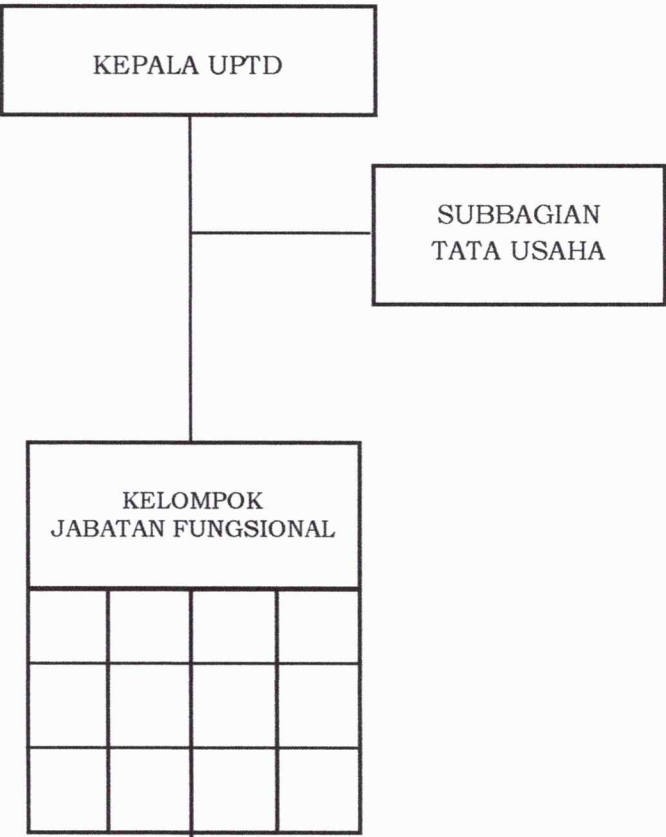 KEPALA UPTD
SUBBAGIAN
TATA USAHA
KELOMPOK
JABATAN FUNGSIONAL